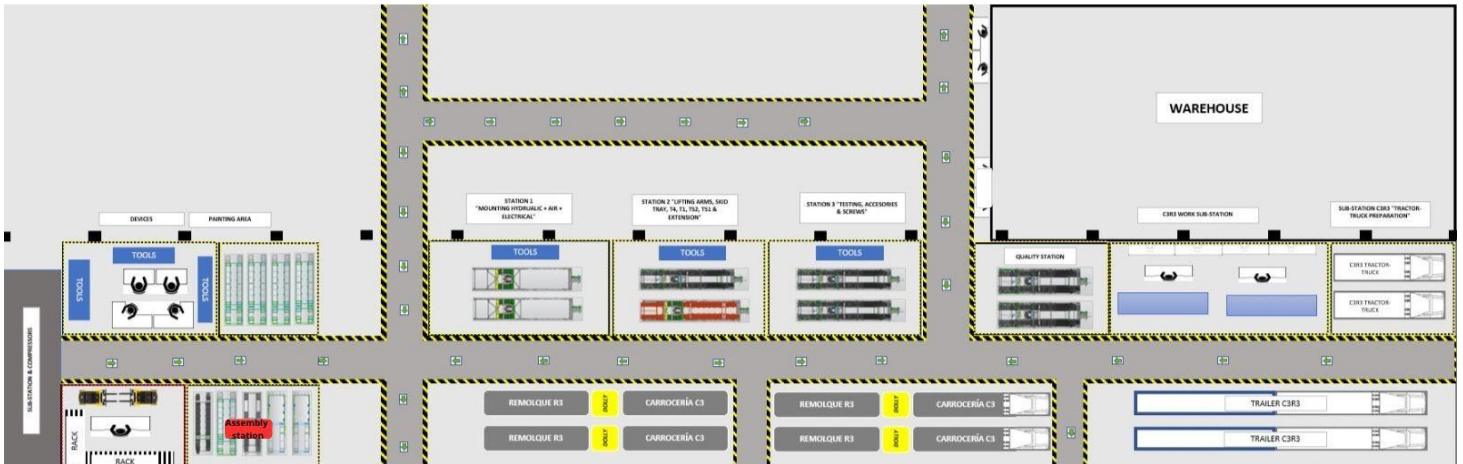 WAREHOUSE
STATION 1
"MOUNTING HYDRUALIC + AIR +
ELECTRICAL"
STATION 2 "LIFTING ARMS, SKID
TRAY, T4, T1, TS2, TS1 &
EXTENSION"
STATION 3 "TESTING, ACCESORIES
& SCREWS"
C3R3 WORK SUB-STATION
SUB-STATION C3R3 "TRACTOR-
TRUCK PREPARATION"
DEVICES
PAINTING AREA
TOOLS
TOOLS
TOOLS
TOOLS
TOOLS
TOOLS
QUALITY STATION
C3R3 TRACTOR-
TRUCK
C3R3 TRACTOR-
TRUCK
SUB-STATION & COMPRESSORS
REMOLQUE R3
DOLLY
CARROCERÍA C3
REMOLQUE R3
DOLLY
CARROCERÍA C3
TRAILER C3R3
REMOLQUE R3
DOLLY
CARROCERÍA C3
REMOLQUE R3
DOLLY
CARROCERÍA C3
TRAILER C3R3
Assembly
station
RACK
RACK